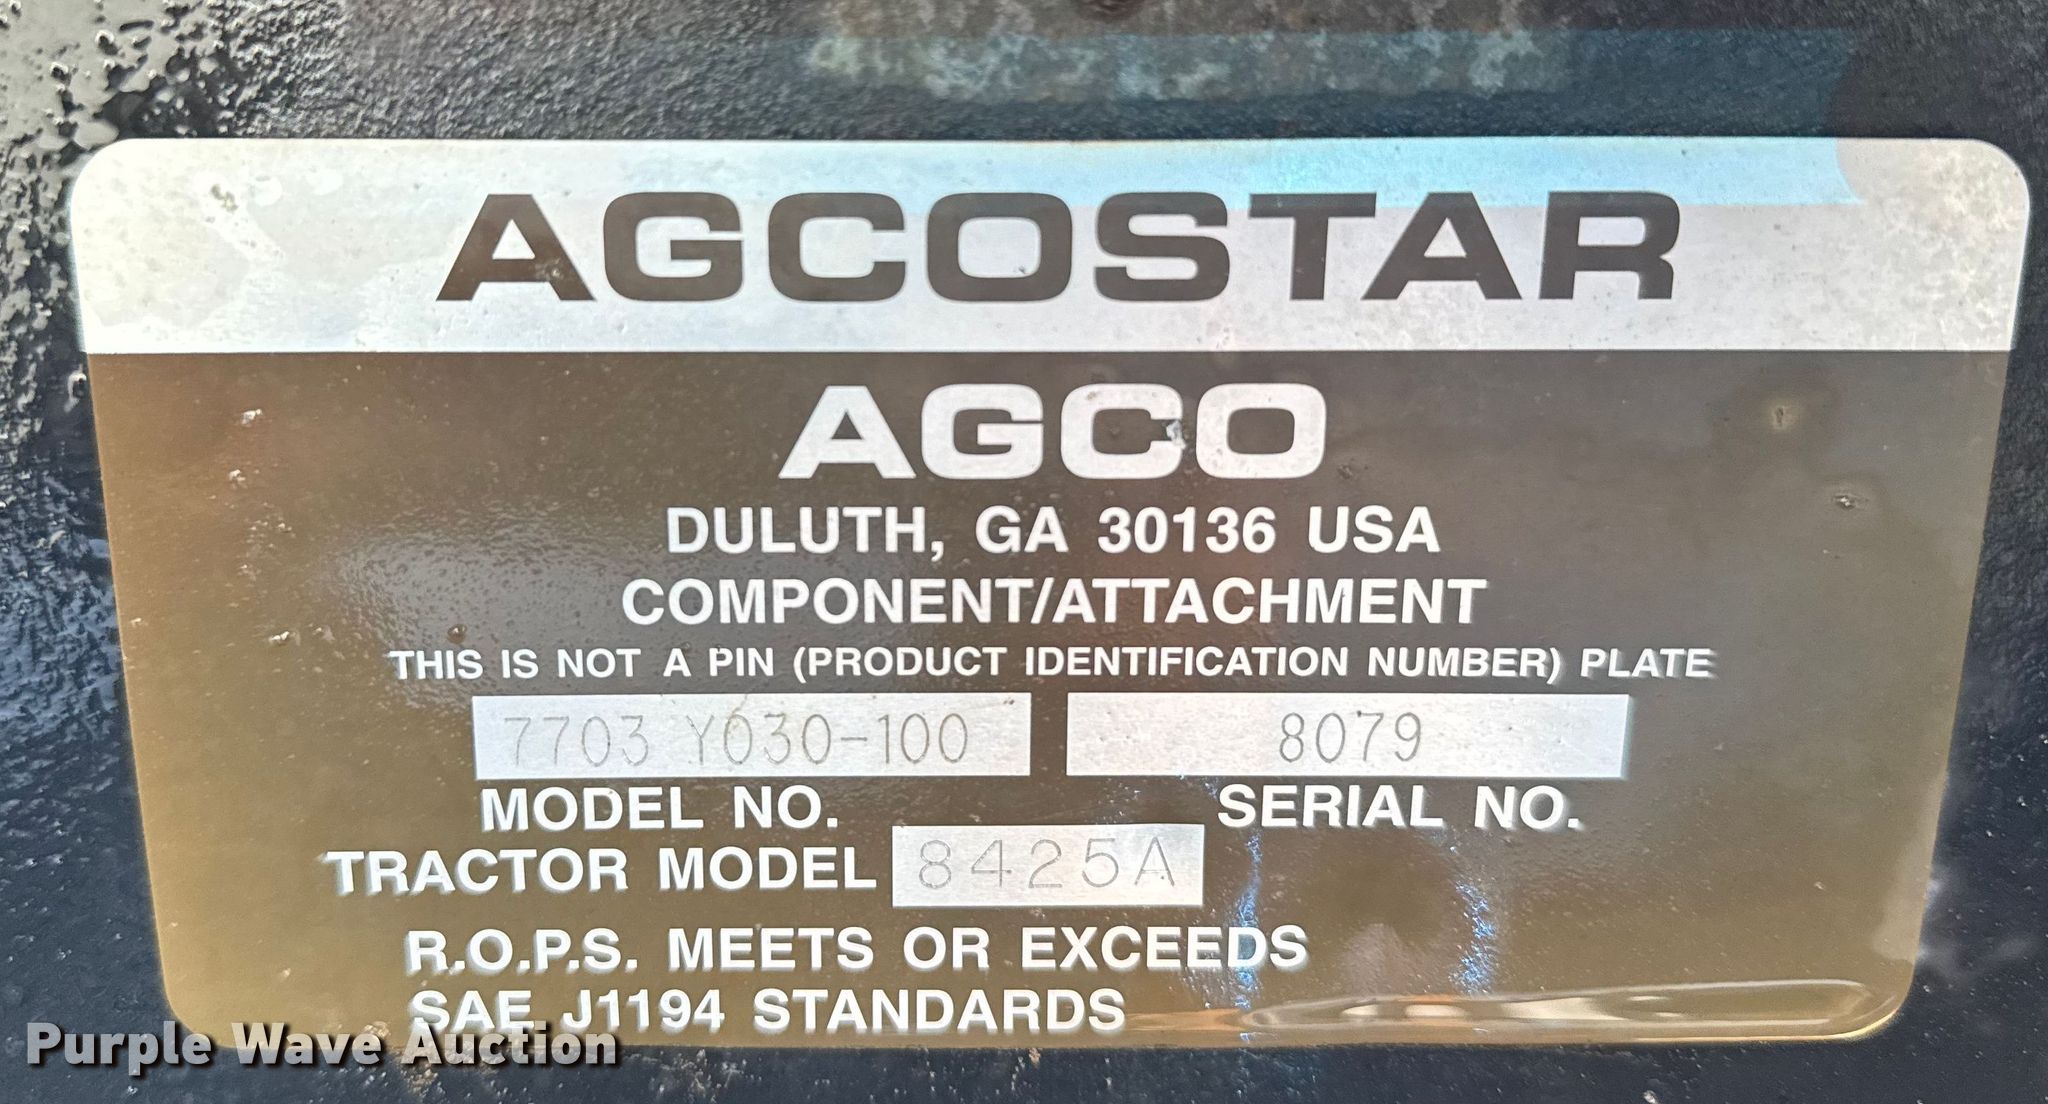 AGCOSTAR
AGCO
DULUTH, GA 30136 USA
COMPONENT/ATTACHMENT
THIS IS NOT A PIN (PRODUCT IDENTIFICATION NUMBER) PLATE
7703 Y030-100 8079
MODEL NO. SERIAL NO.
TRACTOR MODEL 8425A
R.O.P.S. MEETS OR EXCEEDS
SAE J1194 STANDARDS
Purple Wave Auction